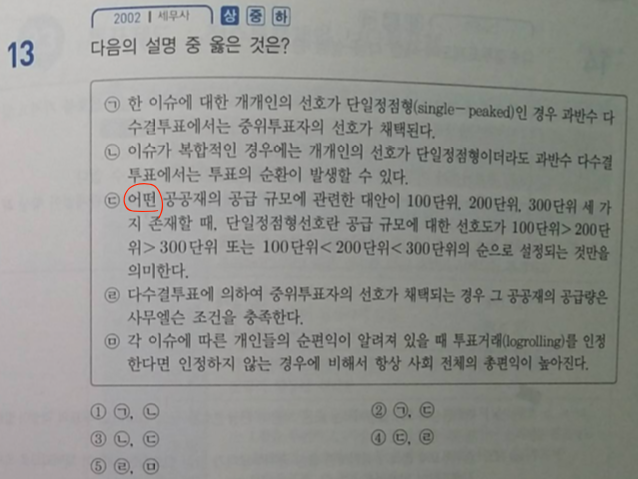 2002 | 세무사 상 중 하
13 다음의 설명 중 옳은 것은?
㉠ 한 이슈에 대한 개개인의 선호가 단일정점형(single-peaked)인 경우 과반수 다
수결투표에서는 중위투표자의 선호가 채택된다.
㉡ 이슈가 복합적인 경우에는 개개인의 선호가 단일정점형이더라도 과반수 다수결
투표에서는 투표의 순환이 발생할 수 있다.
㉢ 어떤 공공재의 공급 규모에 관련한 대안이 100단위, 200단위, 300단위 세 가
지 존재할 때, 단일정점형선호란 공급 규모에 대한 선호도가 100단위>200단
위>300단위 또는 100단위<200단위<300단위의 순으로 설정되는 것만을
의미한다.
㉣ 다수결투표에 의하여 중위투표자의 선호가 채택되는 경우 그 공공재의 공급량은
사무엘슨 조건을 충족한다.
㉤ 각 이슈에 따른 개인들의 순편익이 알려져 있을 때 투표거래(logrolling)를 인정
한다면 인정하지 않는 경우에 비해서 항상 사회 전체의 총편익이 높아진다.
① ㉠, ㉡ ② ㉠, ㉢
③ ㉡, ㉢ ④ ㉢, ㉣
⑤ ㉣, ㉤